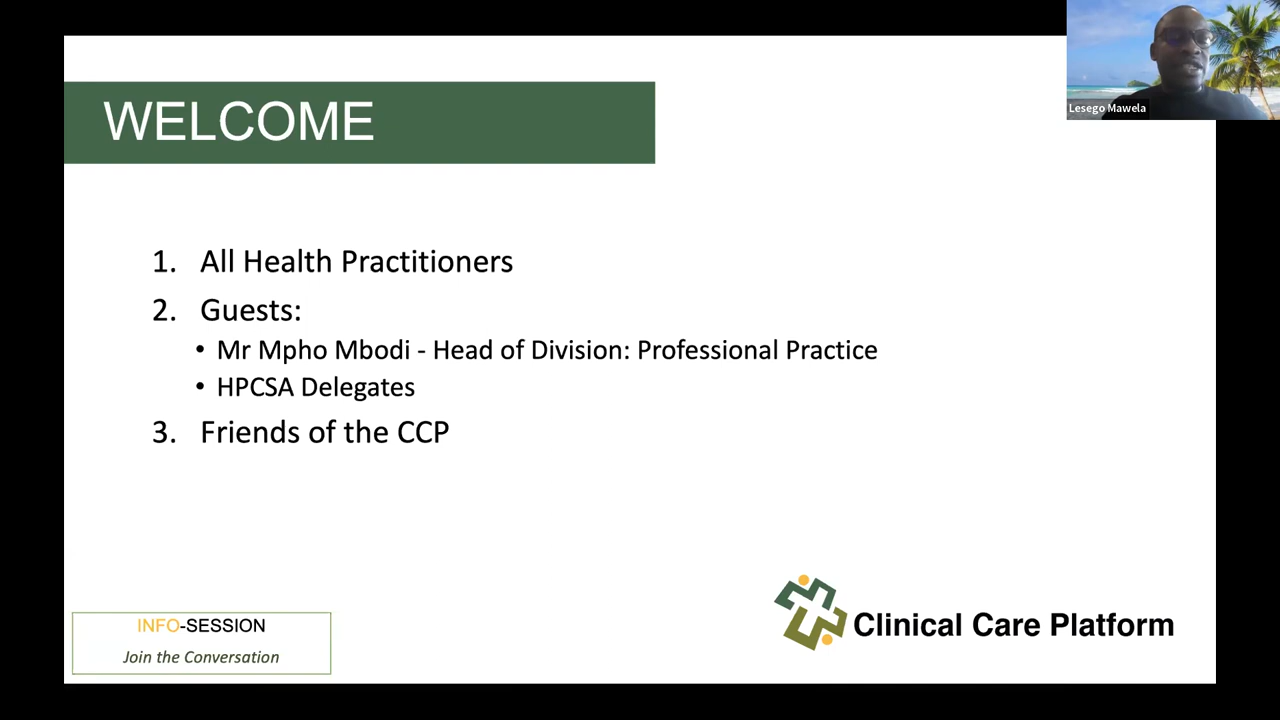 Lesego Mawela
WELCOME
1. All Health Practitioners
2. Guests:
• Mr Mpho Mbodi - Head of Division: Professional Practice
• HPCSA Delegates
3. Friends of the CCP
INFO-SESSION
Join the Conversation
Clinical Care Platform